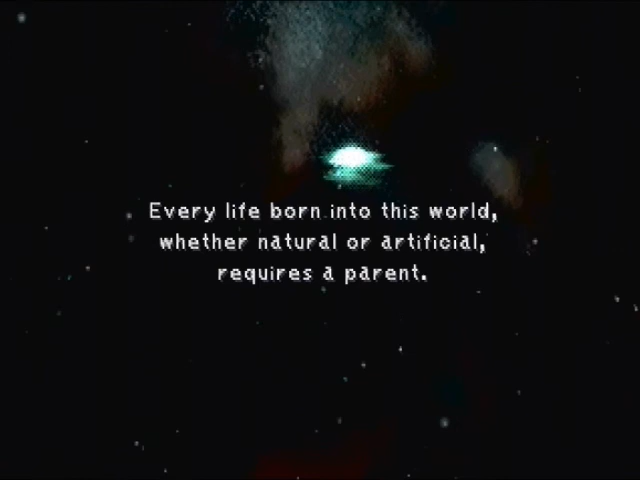 Every life born into this world,
whether natural or artificial,
requires a parent.